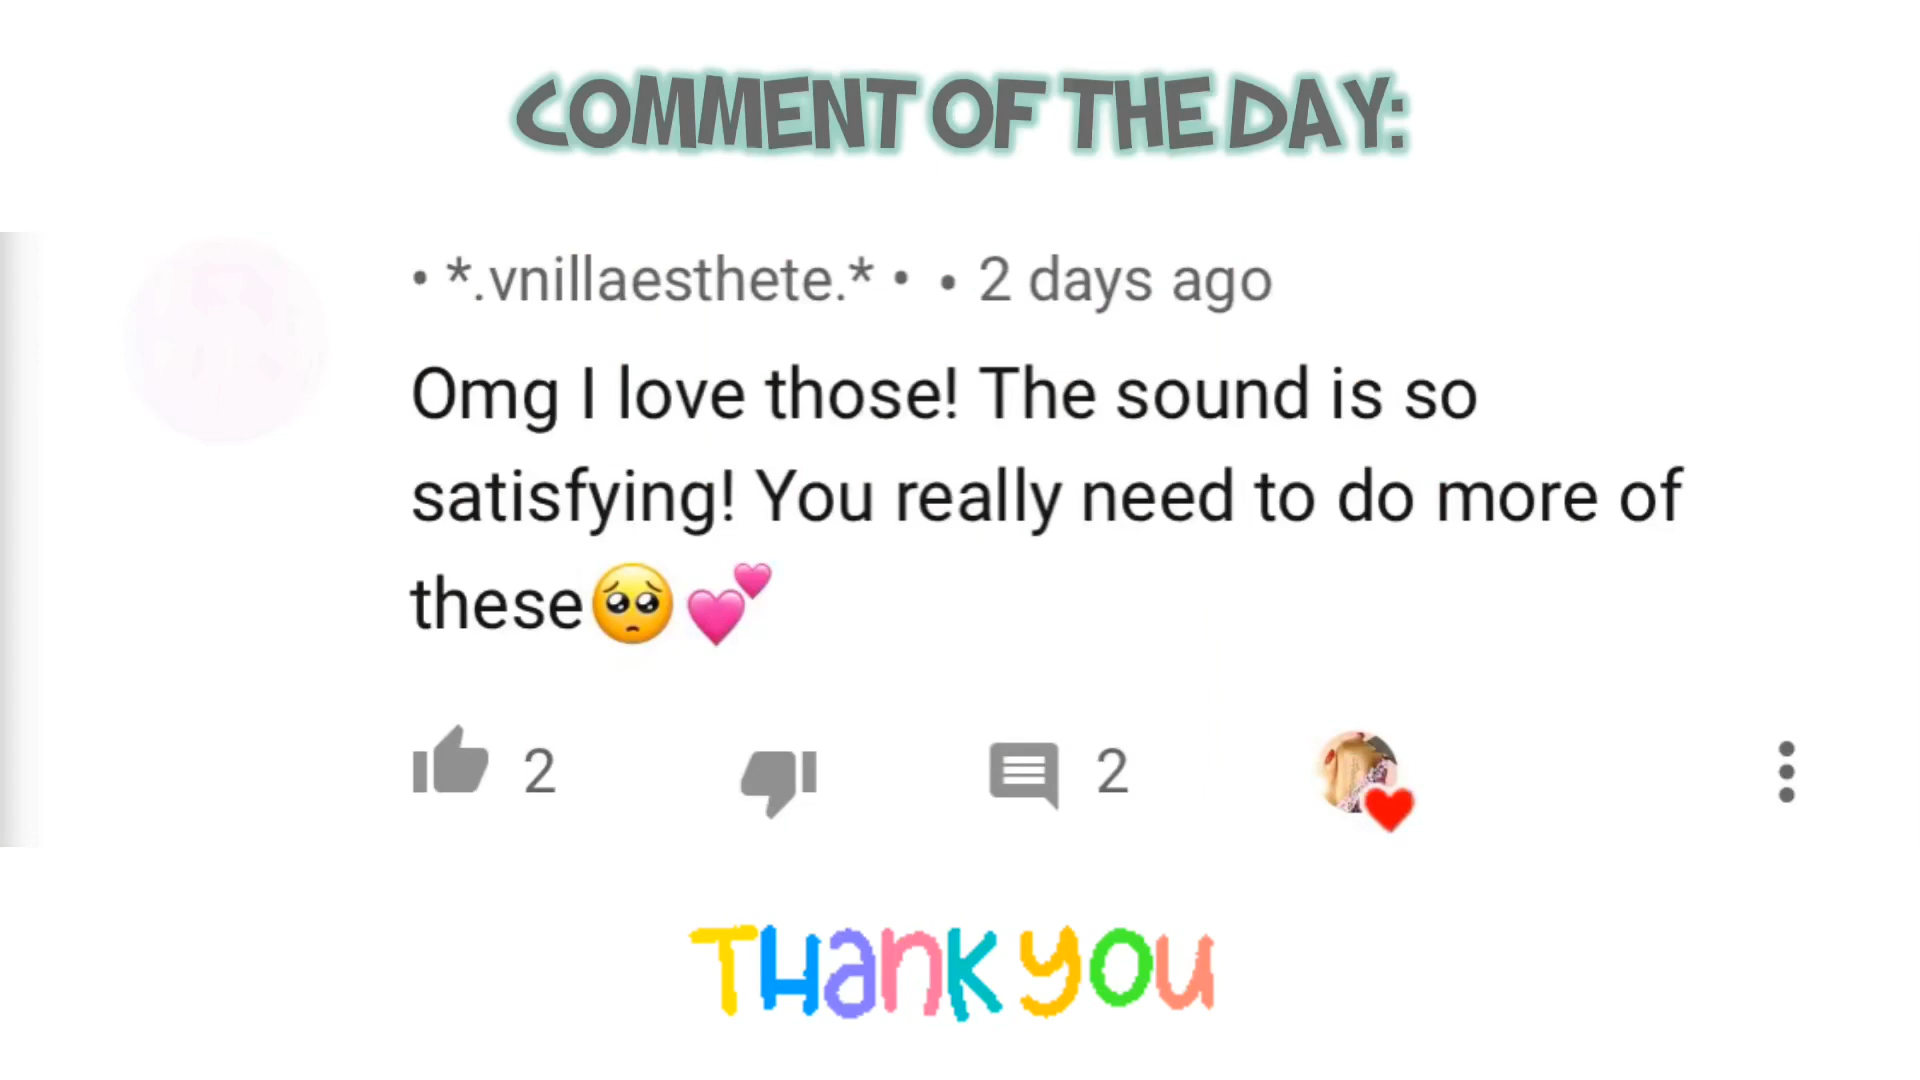 COMMENT OF THE DAY:
• *.vnillaesthete.* • • 2 days ago
Omg I love those! The sound is so
satisfying! You really need to do more of
these🥺💕
2 2
THank you